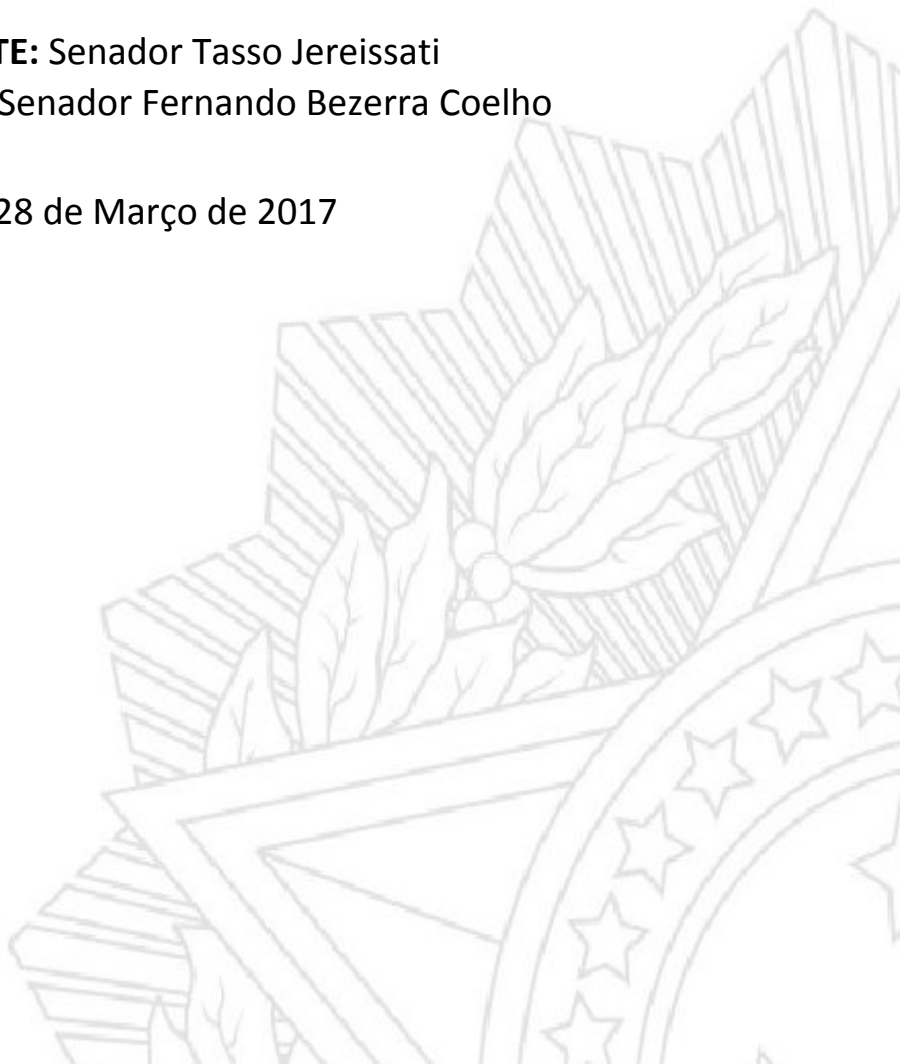 TE: Senador Tasso Jereissati
Senador Fernando Bezerra Coelho
28 de Março de 2017